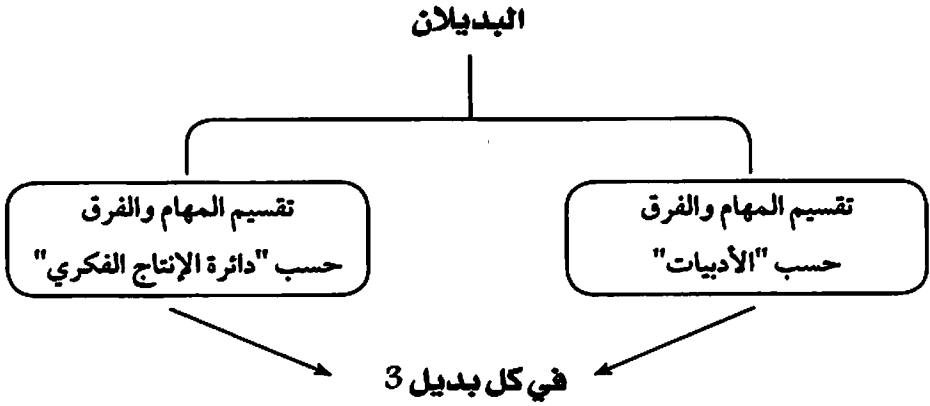 البديلان
تقسيم المهام والفرق
حسب "الأدبيات"
تقسيم المهام والفرق
حسب "دائرة الإنتاج الفكري"
في كل بديل 3